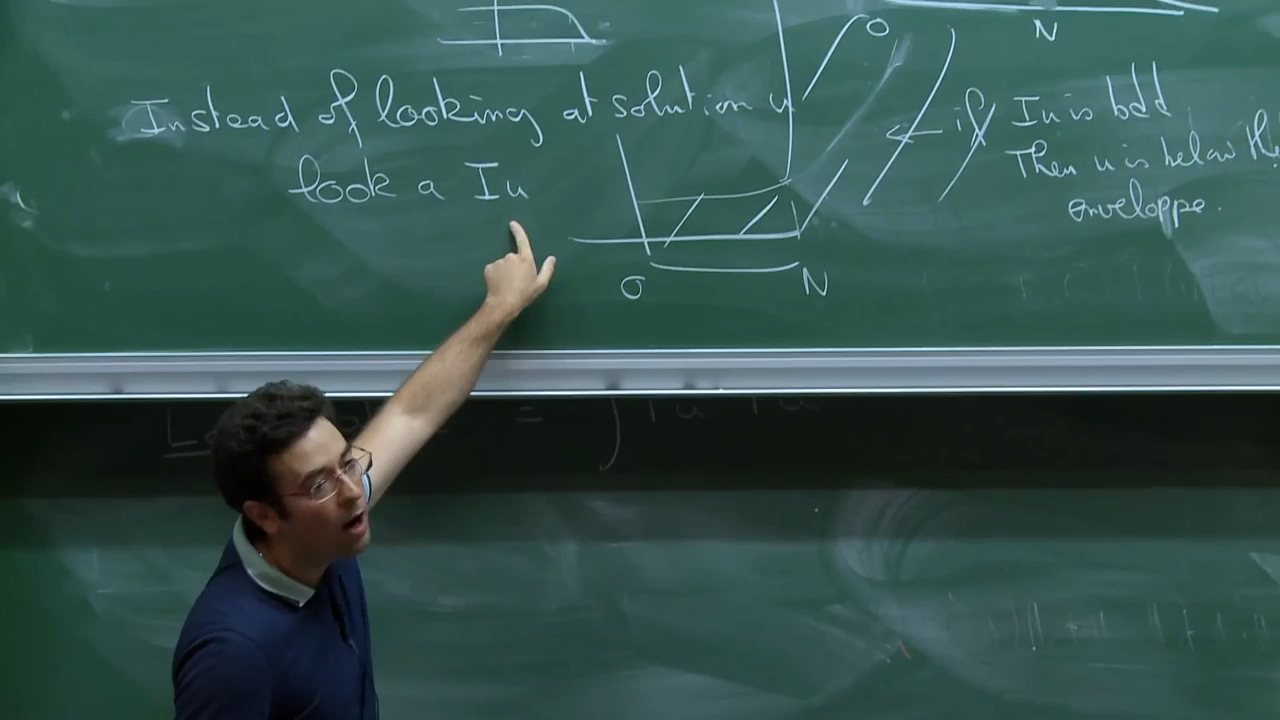 N
O
Instead of looking at solution u
look a Iu
if Iu is bdd
Then u is below the
enveloppe.
O N